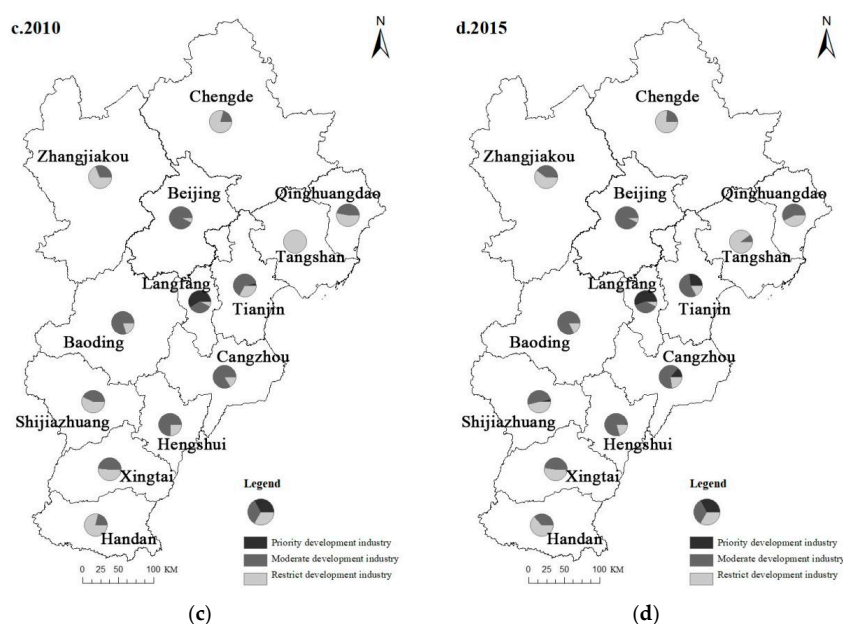 c.2010
N
Chengde
Zhangjiakou
Beijing
Qinghuangdao
Tangshan
Langfang
Tianjin
Baoding
Cangzhou
Shijiazhuang
Hengshui
Xingtai
Handan
Legend
Priority development industry
Moderate development industry
Restrict development industry
0 25 50 100 KM
(c)
d.2015
N
Chengde
Zhangjiakou
Beijing
Qinghuangdao
Tangshan
Langfang
Tianjin
Baoding
Cangzhou
Shijiazhuang
Hengshui
Xingtai
Handan
Legend
Priority development industry
Moderate development industry
Restrict development industry
0 25 50 100 KM
(d)